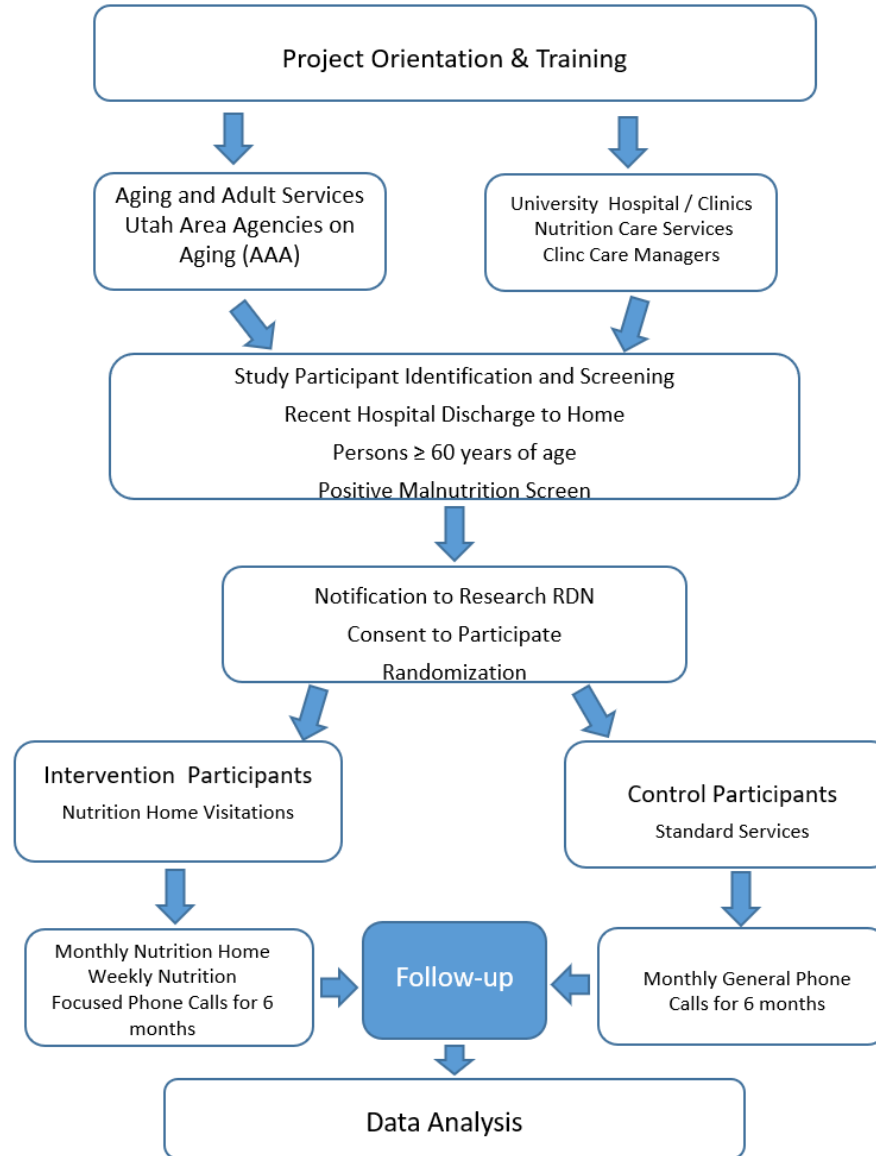 Project Orientation & Training
Aging and Adult Services
Utah Area Agencies on
Aging (AAA)
University Hospital / Clinics
Nutrition Care Services
Clinc Care Managers
Study Participant Identification and Screening
Recent Hospital Discharge to Home
Persons ≥ 60 years of age
Positive Malnutrition Screen
Notification to Research RDN
Consent to Participate
Randomization
Intervention Participants
Nutrition Home Visitations
Control Participants
Standard Services
Monthly Nutrition Home
Weekly Nutrition
Focused Phone Calls for 6
months
Follow-up
Monthly General Phone
Calls for 6 months
Data Analysis